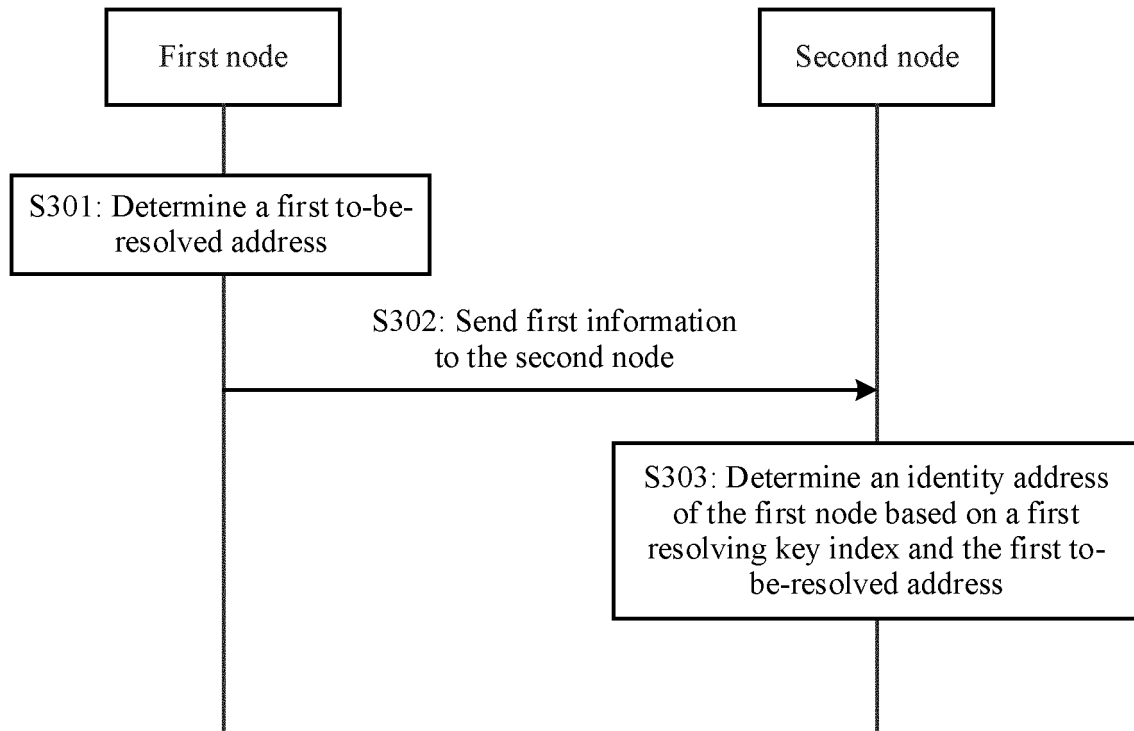 First node
Second node
S301: Determine a first to-be-
resolved address
S302: Send first information
to the second node
S303: Determine an identity address
of the first node based on a first
resolving key index and the first to-
be-resolved address